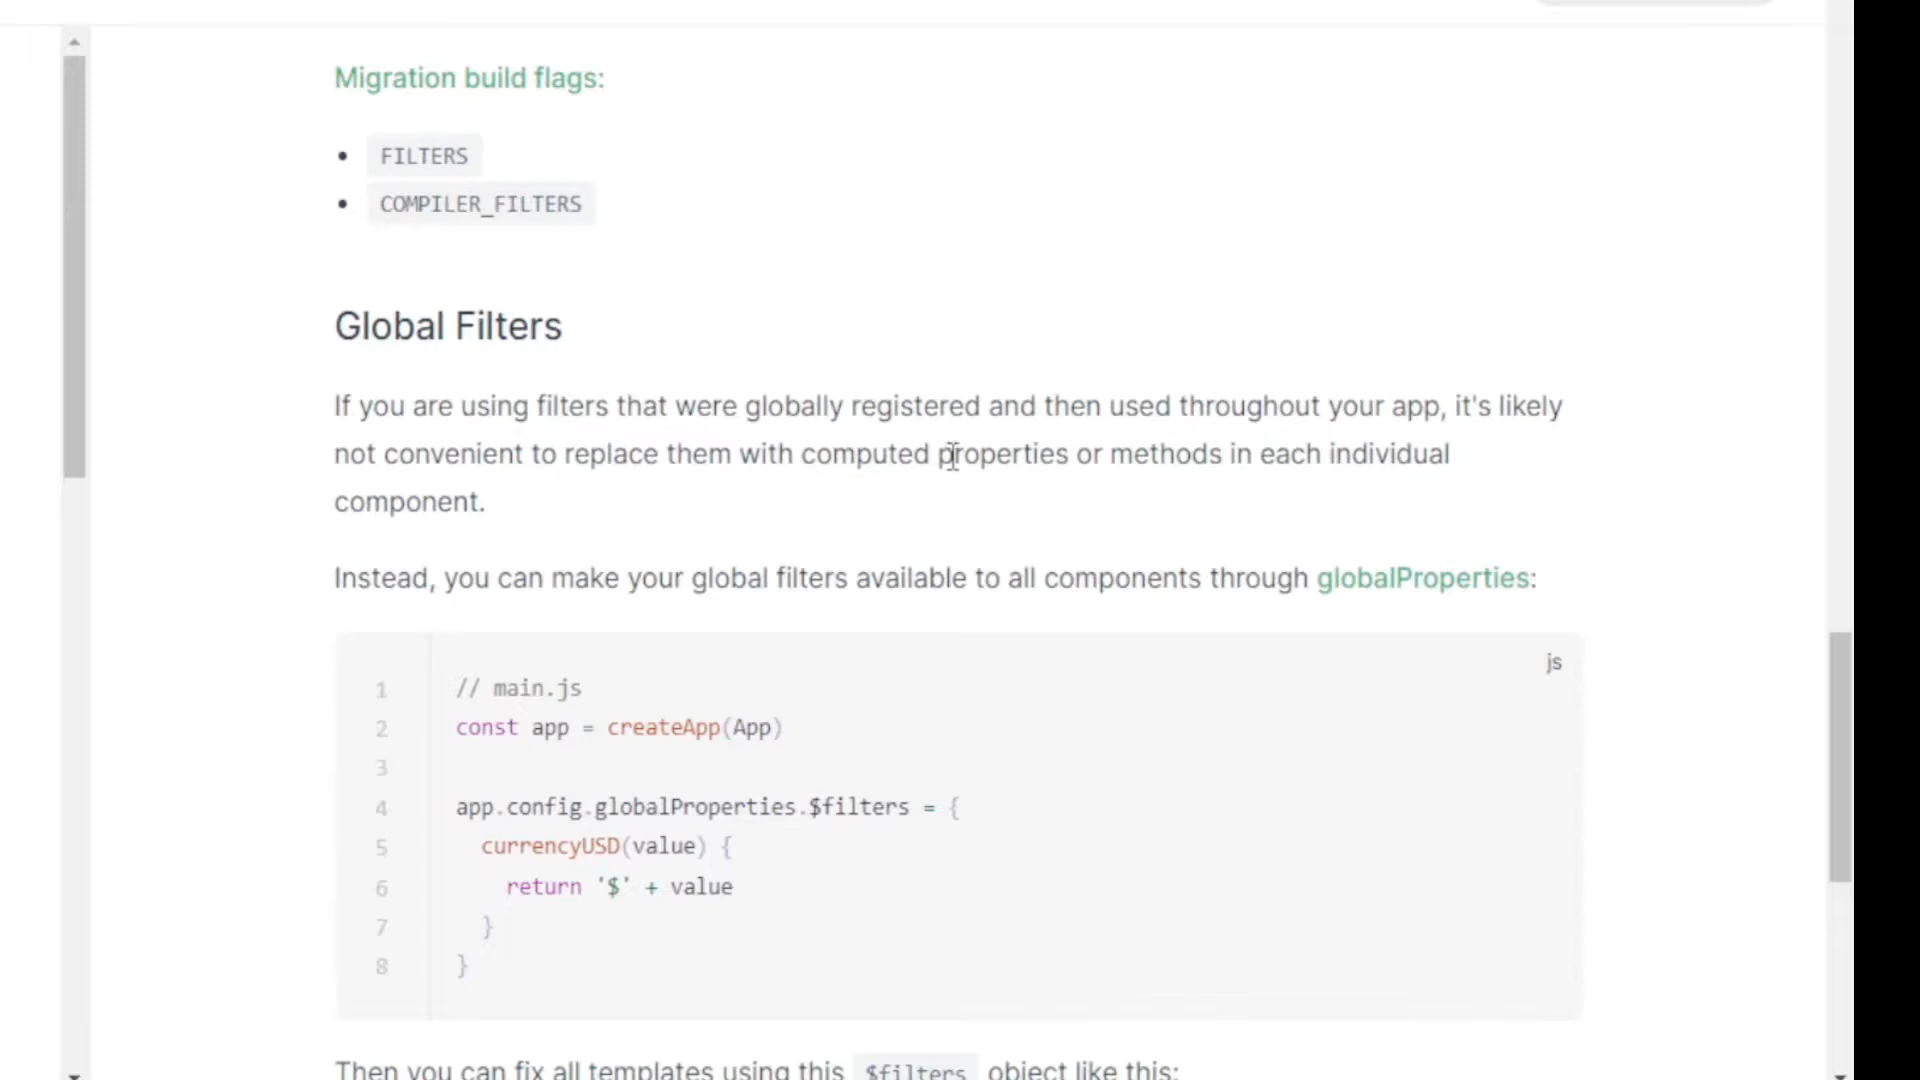 Migration build flags:
• FILTERS
• COMPILER_FILTERS
Global Filters
If you are using filters that were globally registered and then used throughout your app, it's likely
not convenient to replace them with computed properties or methods in each individual
component.
Instead, you can make your global filters available to all components through globalProperties:
js
1 // main.js
2 const app = createApp(App)
3
4 app.config.globalProperties.$filters = {
5   currencyUSD(value) {
6     return '$' + value
7   }
8 }
Then you can fix all templates using this $filters object like this: